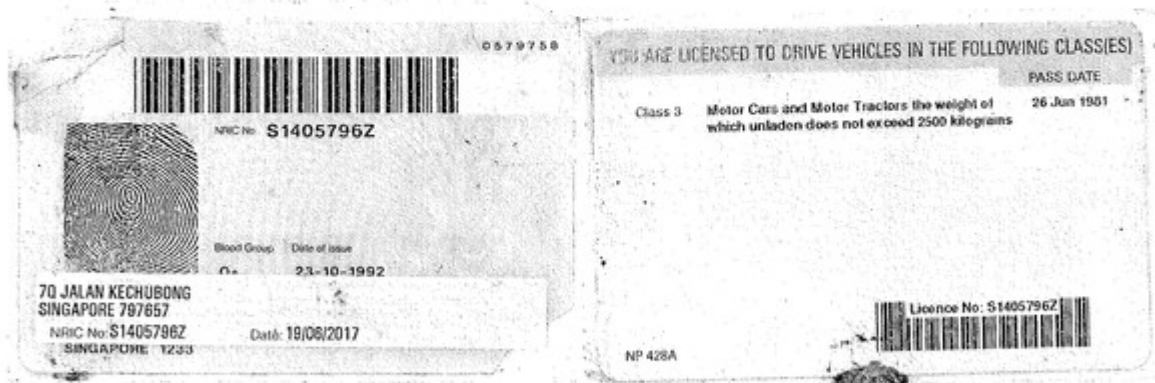 0579758
NRIC No. S1405796Z
Blood Group Date of issue
O+ 23-10-1992
7Q JALAN KECHUBONG
SINGAPORE 797657
NRIC No: S1405796Z Date: 19/06/2017
SINGAPORE 1233
YOU ARE LICENSED TO DRIVE VEHICLES IN THE FOLLOWING CLASS(ES)
PASS DATE
Class 3 Motor Cars and Motor Tractors the weight of 26 Jun 1981
which unladen does not exceed 2500 kilograms
Licence No: S1405796Z
NP 428A